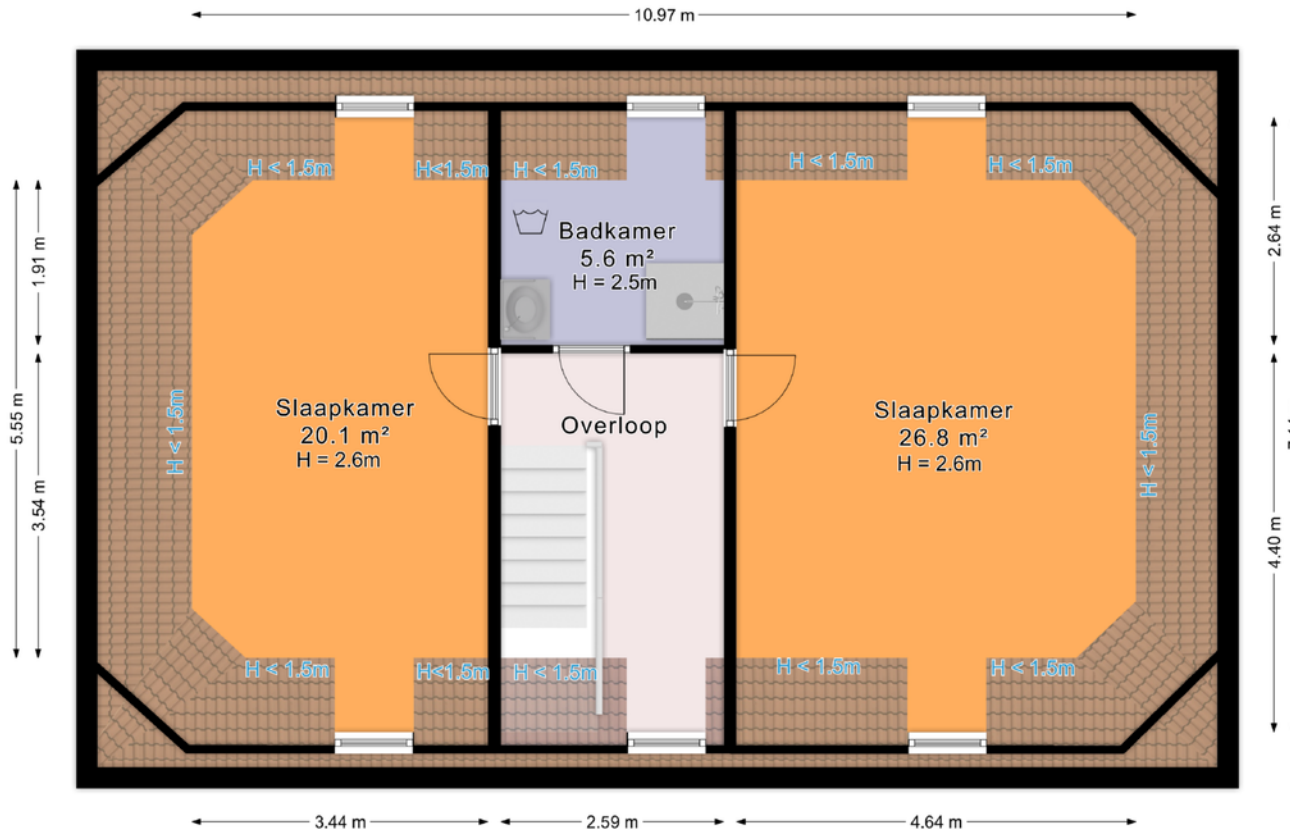 10.97 m
H < 1.5m
H<1.5m
H < 1.5m
H < 1.5m
H < 1.5m
1.91 m
2.64 m
Badkamer
5.6 m²
H = 2.5m
5.55 m
H < 1.5m
Slaapkamer
20.1 m²
H = 2.6m
Overloop
Slaapkamer
26.8 m²
H = 2.6m
H < 1.5m
3.54 m
4.40 m
H < 1.5m
H<1.5m
H < 1.5m
H < 1.5m
H < 1.5m
3.44 m
2.59 m
4.64 m